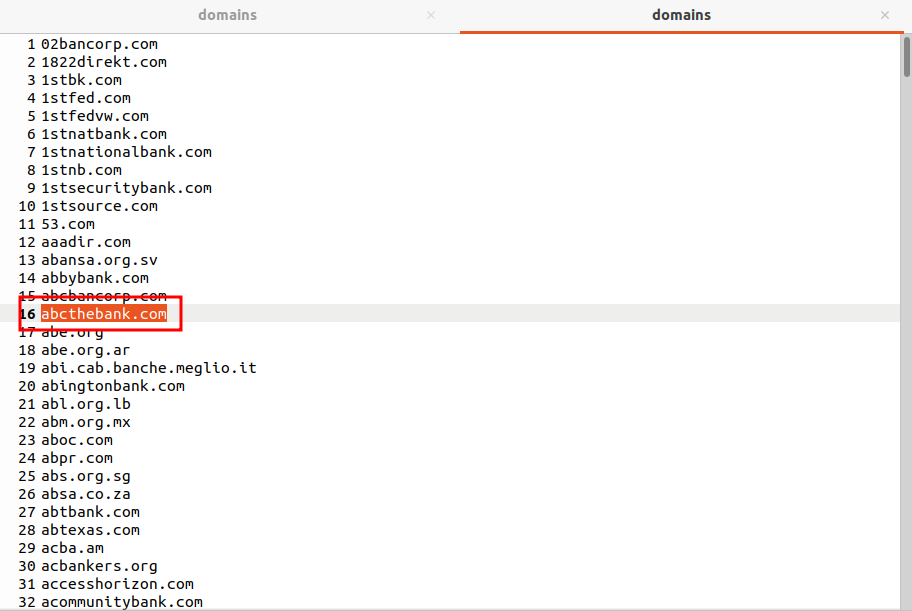 domains × domains ×
1 02bancorp.com
2 1822direkt.com
3 1stbk.com
4 1stfed.com
5 1stfedvw.com
6 1stnatbank.com
7 1stnationalbank.com
8 1stnb.com
9 1stsecuritybank.com
10 1stsource.com
11 53.com
12 aaadir.com
13 abansa.org.sv
14 abbybank.com
15 abcbancorp.com
16 abcthebank.com
17 abe.org
18 abe.org.ar
19 abi.cab.banche.meglio.it
20 abingtonbank.com
21 abl.org.lb
22 abm.org.mx
23 aboc.com
24 abpr.com
25 abs.org.sg
26 absa.co.za
27 abtbank.com
28 abtexas.com
29 acba.am
30 acbankers.org
31 accesshorizon.com
32 acommunitybank.com